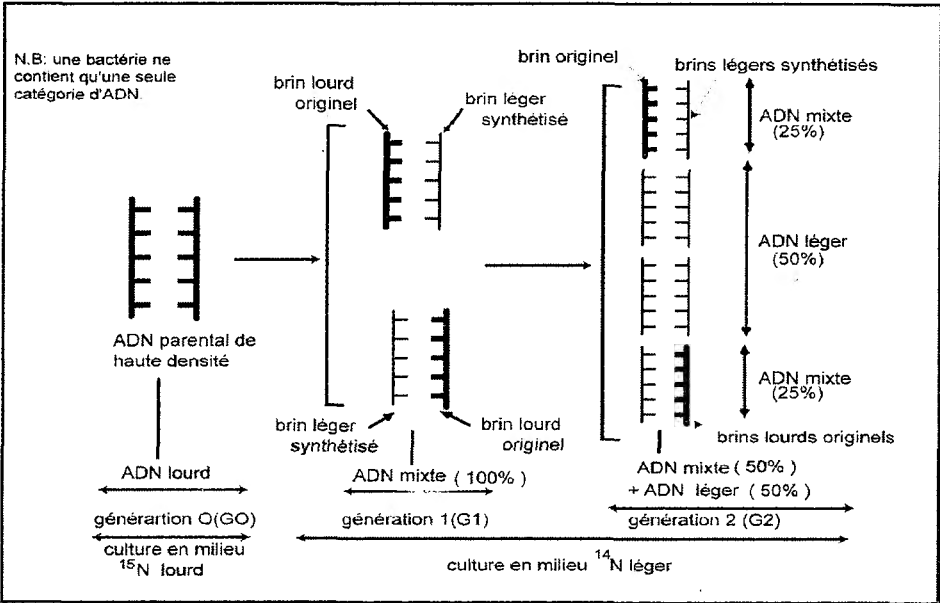 N.B: une bactérie ne
contient qu'une seule
catégorie d'ADN.
brin lourd
originel
brin léger
synthétisé
brin originel
brins légers synthétisés
ADN mixte
(25%)
ADN léger
(50%)
ADN mixte
(25%)
brins lourds originels
ADN parental de
haute densité
brin léger
synthétisé
brin lourd
originel
ADN lourd
ADN mixte ( 100% )
ADN mixte ( 50% )
+ ADN léger ( 50% )
générartion O(GO)
génération 1(G1)
génération 2 (G2)
culture en milieu
15N lourd
culture en milieu 14N léger